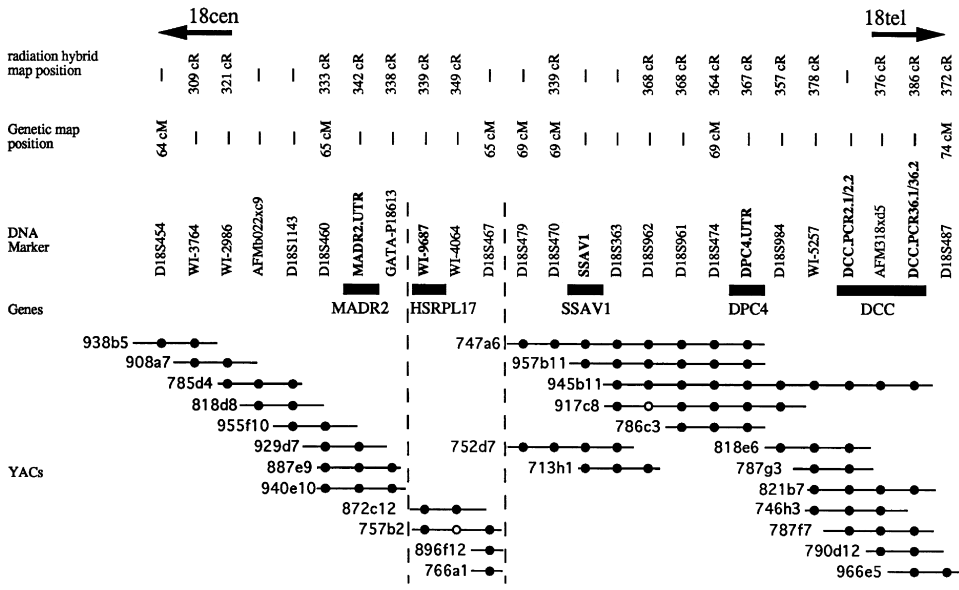 18cen 18tel
radiation hybrid
map position
– 309 cR 321 cR – – 333 cR 342 cR 338 cR 339 cR 349 cR – – 339 cR – – 368 cR 368 cR 364 cR 367 cR 357 cR 378 cR – 376 cR 386 cR 372 cR
Genetic map
position
64 cM – – – – 65 cM – – – – 65 cM 69 cM 69 cM – – – – 69 cM – – – – – – 74 cM
DNA
Marker
D18S454 WI-3764 WI-2986 AFMb022xc9 D18S1143 D18S460 MADR2.UTR GATA-P18613 WI-9687 WI-4064 D18S467 D18S479 D18S470 SSAV1 D18S363 D18S962 D18S961 D18S474 DPC4.UTR D18S984 WI-5257 DCC.PCR2.1/2.2 AFM318xd5 DCC.PCR36.1/36.2 D18S487
Genes
MADR2 HSRPL17 SSAV1 DPC4 DCC
YACs
938b5 747a6
908a7 957b11
785d4 945b11
818d8 917c8
955f10 786c3
929d7 752d7 818e6
887e9 713h1 787g3
940e10 821b7
872c12 746h3
757b2 787f7
896f12 790d12
766a1 966e5